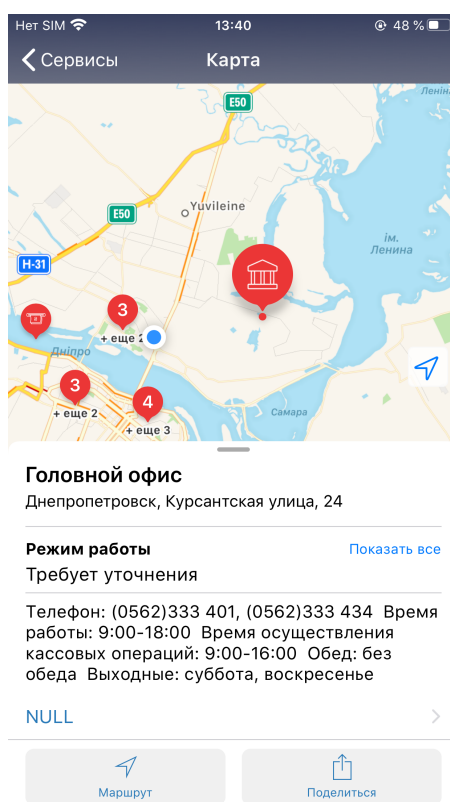 Нет SIM 13:40 48 %
Сервисы Карта
E50
Ленін
Yuvileine
E50
ім.
Ленина
H-31
3
+ еще 2
Дніпро
3
4
+ еще 2
Самара
+ еще 3
Головной офис
Днепропетровск, Курсантская улица, 24
Режим работы Показать все
Требует уточнения
Телефон: (0562)333 401, (0562)333 434 Время
работы: 9:00-18:00 Время осуществления
кассовых операций: 9:00-16:00 Обед: без
обеда Выходные: суббота, воскресенье
NULL
Маршрут Поделиться